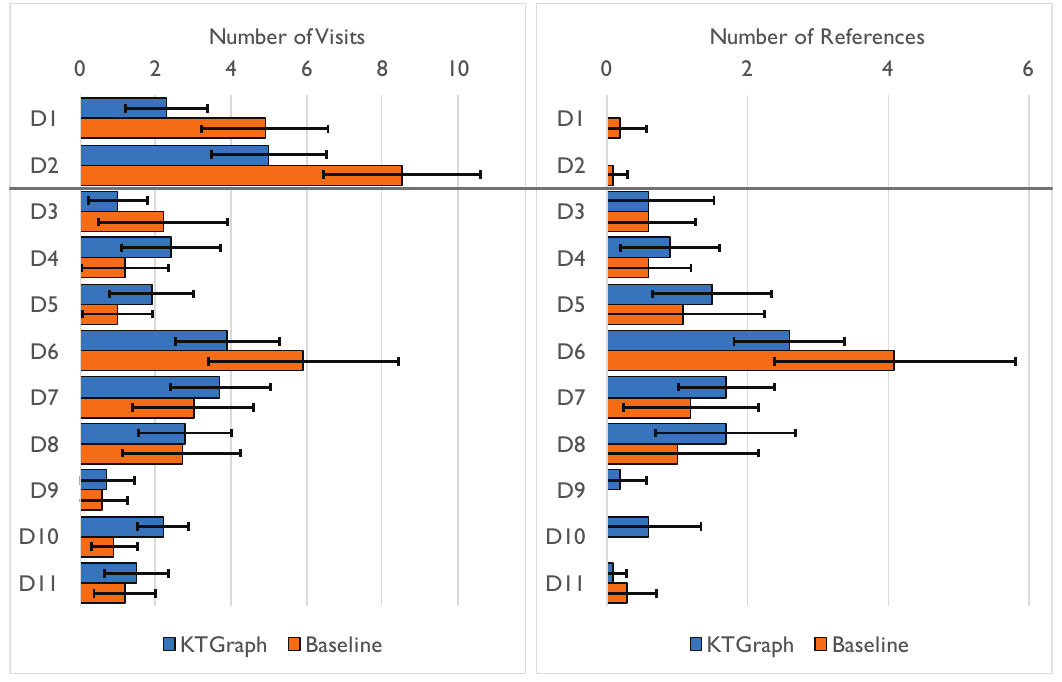 Number of Visits
0 2 4 6 8 10
D1
D2
D3
D4
D5
D6
D7
D8
D9
D10
D11
KTGraph Baseline
Number of References
0 2 4 6
D1
D2
D3
D4
D5
D6
D7
D8
D9
D10
D11
KTGraph Baseline